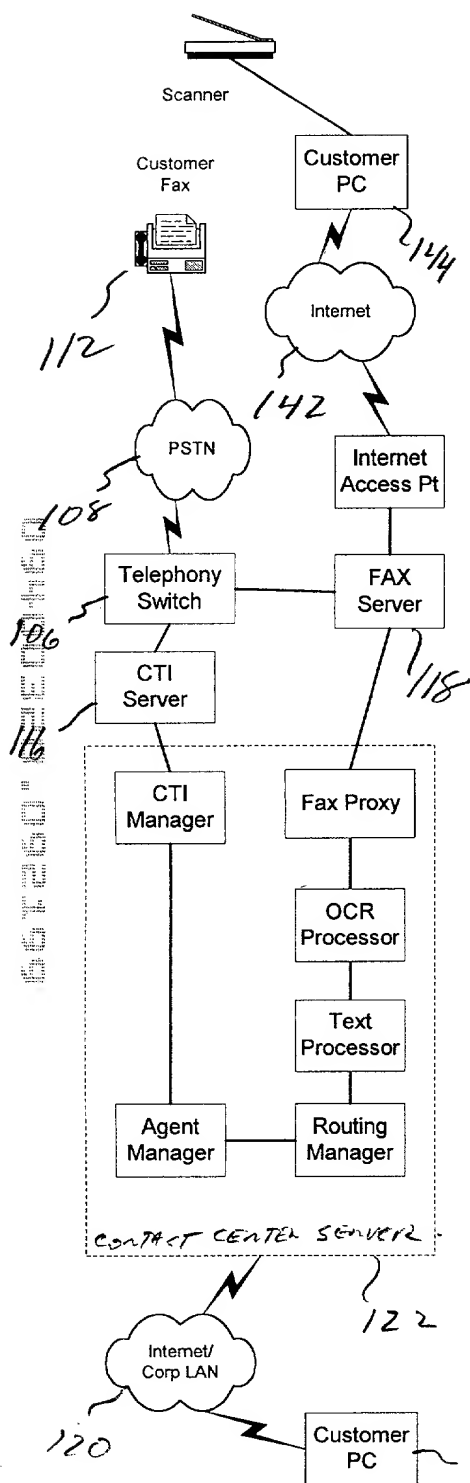 Scanner
Customer
Fax
Customer
PC
144
112
Internet
142
PSTN
108
Internet
Access Pt
Telephony
Switch
106
FAX
Server
118
CTI
Server
116
CTI
Manager
Fax Proxy
OCR
Processor
Text
Processor
Agent
Manager
Routing
Manager
CONTACT CENTER SERVER
122
Internet/
Corp LAN
120
Customer
PC